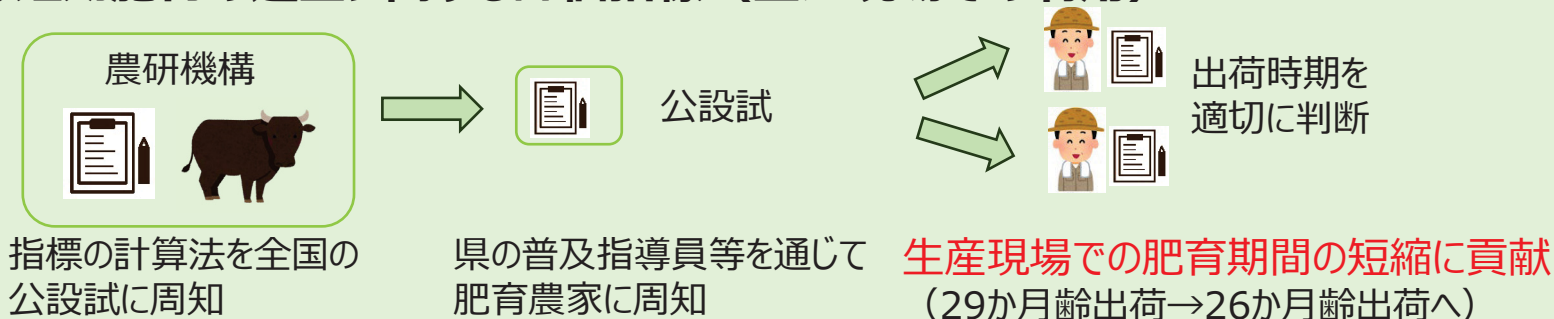 農研機構
公設試
出荷時期を
適切に判断
指標の計算法を全国の
公設試に周知
県の普及指導員等を通じて
肥育農家に周知
生産現場での肥育期間の短縮に貢献
（29か月齢出荷→26か月齢出荷へ）